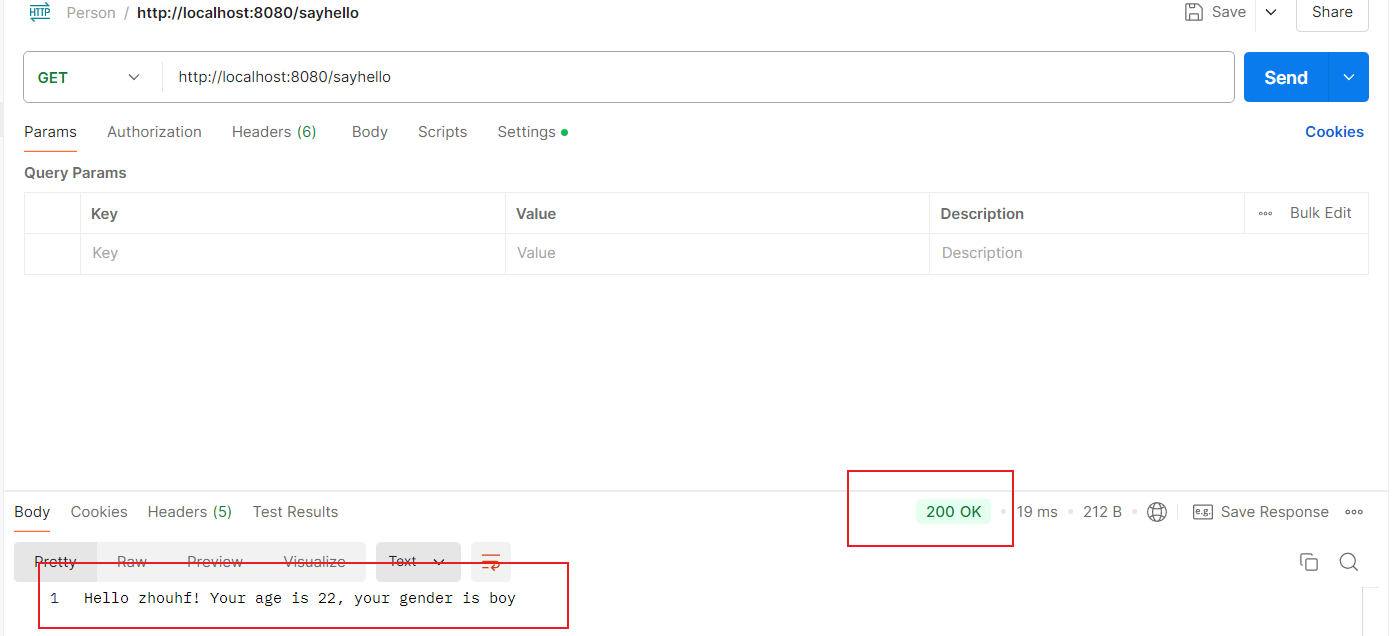 HTTP Person / http://localhost:8080/sayhello Save Share
GET http://localhost:8080/sayhello Send
Params Authorization Headers (6) Body Scripts Settings Cookies
Query Params
Key Value Description Bulk Edit
Key Value Description
Body Cookies Headers (5) Test Results 200 OK 19 ms 212 B e.g. Save Response
Pretty Raw Preview Visualize Text
1 Hello zhouhf! Your age is 22, your gender is boy